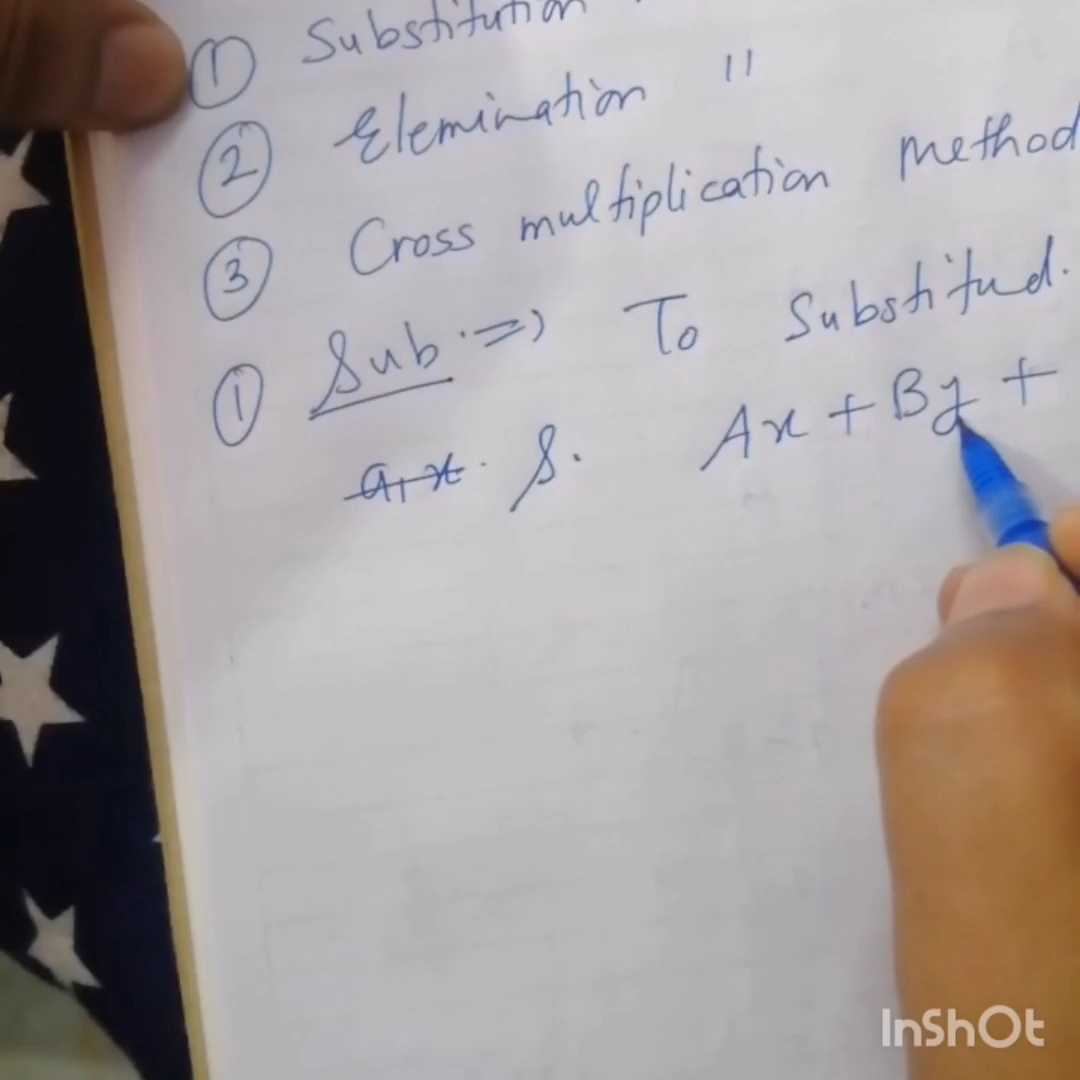 ① Substitution
② Elemination "
③ Cross multiplication method
① Sub. => To Substitud.
S. Ax + By +
InShOt